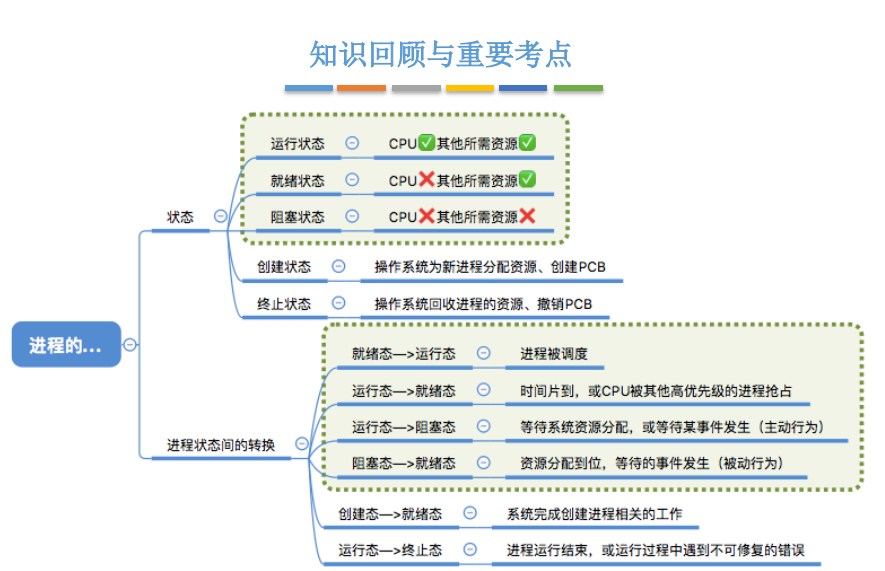 知识回顾与重要考点
进程的...
状态
运行状态 CPU✅其他所需资源✅
就绪状态 CPU❌其他所需资源✅
阻塞状态 CPU❌其他所需资源❌
创建状态 操作系统为新进程分配资源、创建PCB
终止状态 操作系统回收进程的资源、撤销PCB
进程状态间的转换
就绪态—>运行态 进程被调度
运行态—>就绪态 时间片到，或CPU被其他高优先级的进程抢占
运行态—>阻塞态 等待系统资源分配，或等待某事件发生（主动行为）
阻塞态—>就绪态 资源分配到位，等待的事件发生（被动行为）
创建态—>就绪态 系统完成创建进程相关的工作
运行态—>终止态 进程运行结束，或运行过程中遇到不可修复的错误